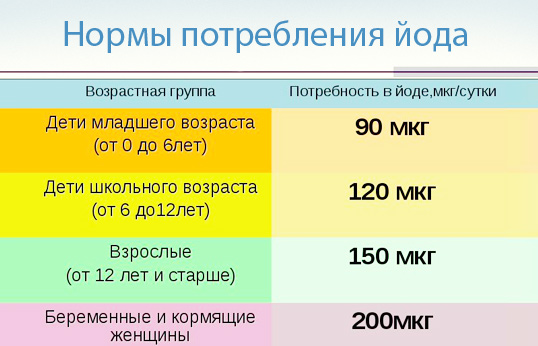 Нормы потребления йода
Возрастная группа
Потребность в йоде,мкг/сутки
Дети младшего возраста
(от 0 до 6лет)
90 мкг
Дети школьного возраста
(от 6 до12лет)
120 мкг
Взрослые
(от 12 лет и старше)
150 мкг
Беременные и кормящие
женщины
200мкг